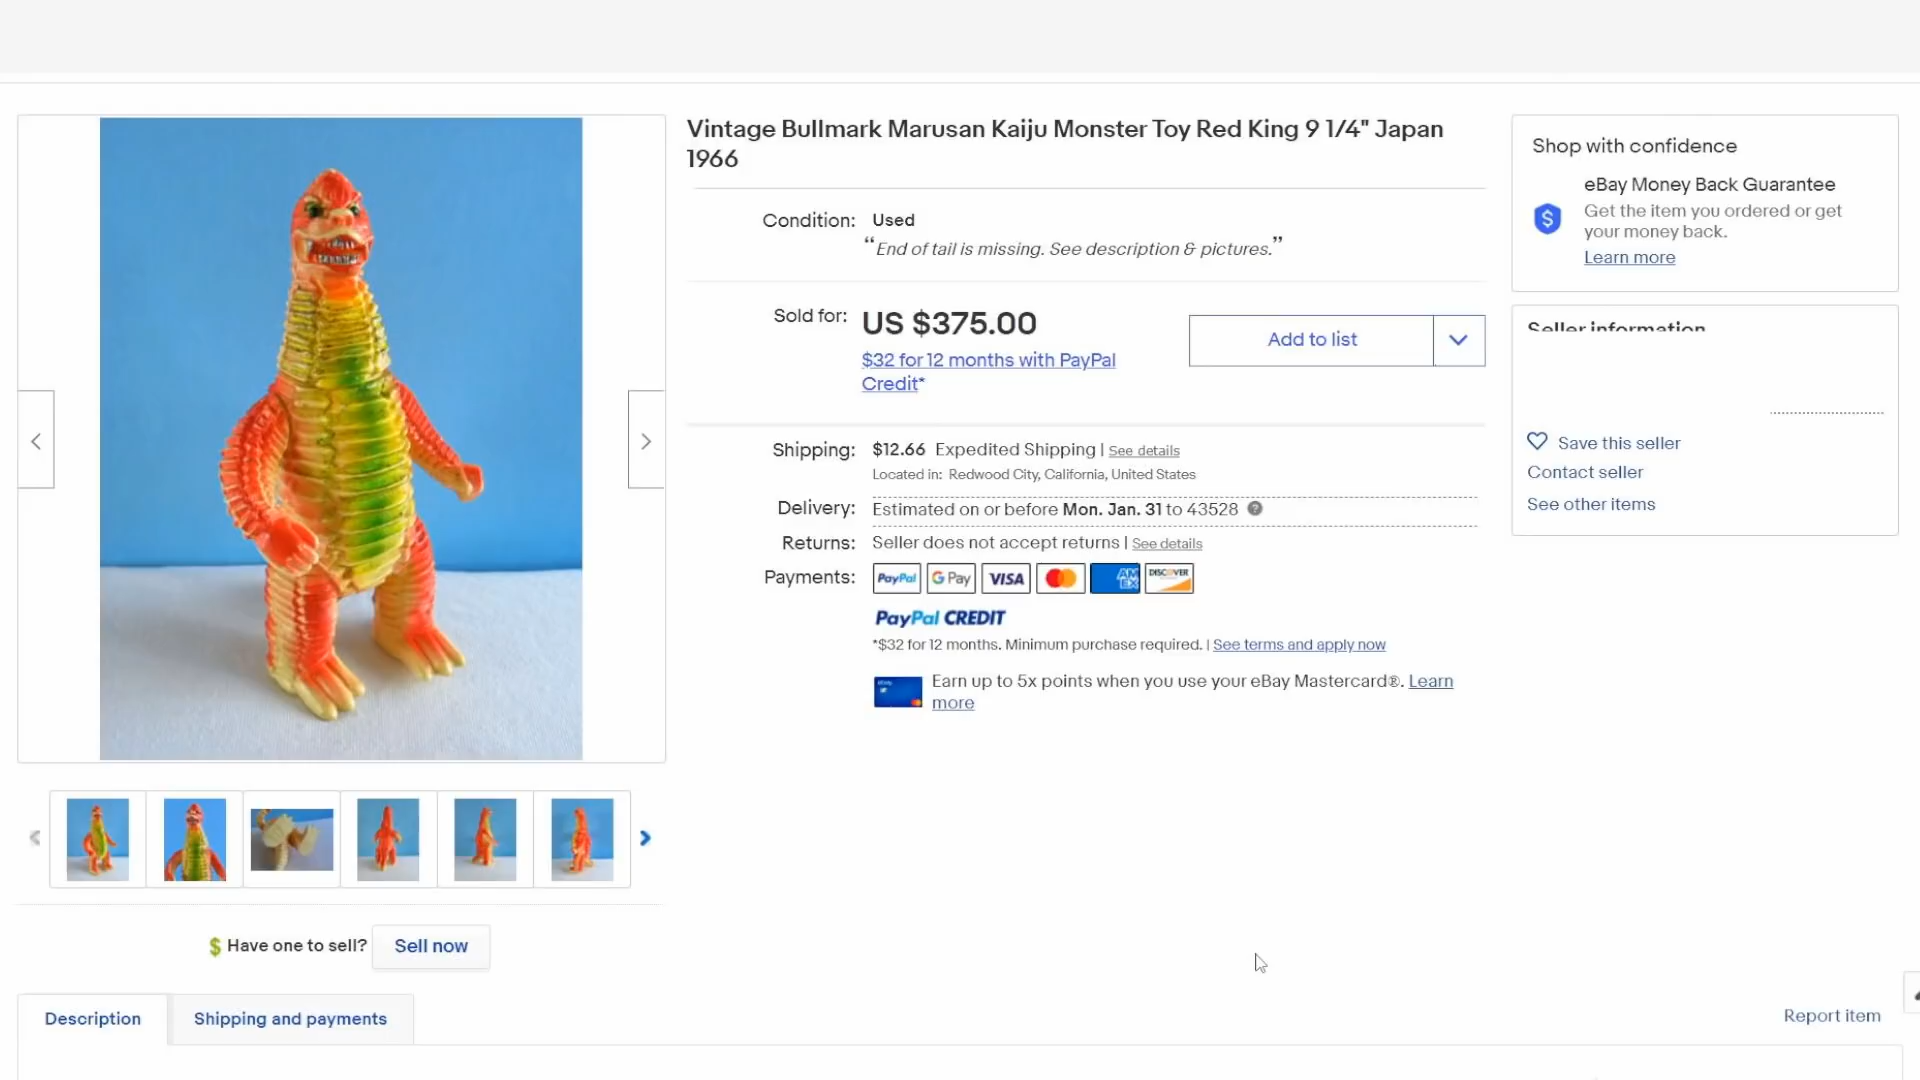 Vintage Bullmark Marusan Kaiju Monster Toy Red King 9 1/4" Japan
1966
Condition: Used
“End of tail is missing. See description & pictures.”
Sold for: US $375.00
$32 for 12 months with PayPal
Credit*
Add to list
Shipping: $12.66 Expedited Shipping | See details
Located in: Redwood City, California, United States
Delivery: Estimated on or before Mon. Jan. 31 to 43528
Returns: Seller does not accept returns | See details
Payments: PayPal G Pay VISA AMEX DISCOVER
PayPal CREDIT
*$32 for 12 months. Minimum purchase required. | See terms and apply now
Earn up to 5x points when you use your eBay Mastercard®. Learn
more
Shop with confidence
eBay Money Back Guarantee
Get the item you ordered or get
your money back.
Learn more
Seller information
Save this seller
Contact seller
See other items
$ Have one to sell? Sell now
Description
Shipping and payments
Report item